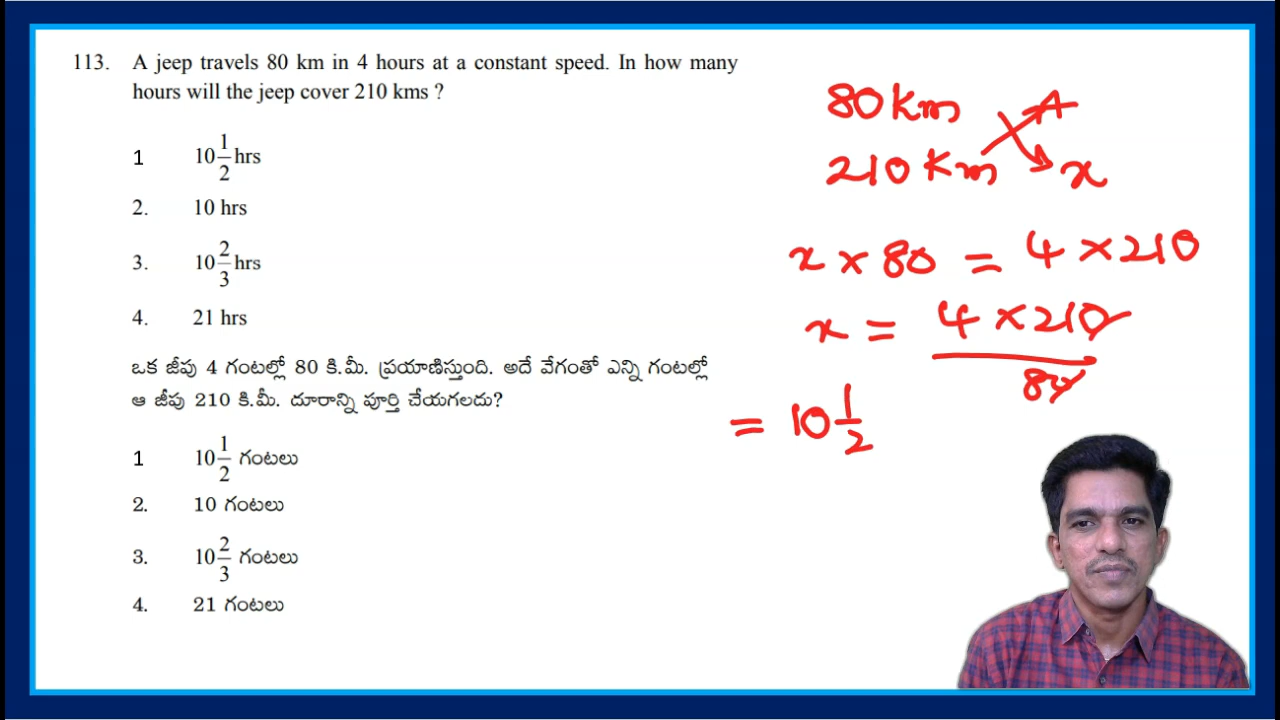 113. A jeep travels 80 km in 4 hours at a constant speed. In how many
hours will the jeep cover 210 kms ?
1 10 1/2 hrs
2. 10 hrs
3. 10 2/3 hrs
4. 21 hrs
ఒక జీపు 4 గంటల్లో 80 కి.మీ. ప్రయాణిస్తుంది. అదే వేగంతో ఎన్ని గంటల్లో
ఆ జీపు 210 కి.మీ. దూరాన్ని పూర్తి చేయగలదు?
1 10 1/2 గంటలు
2. 10 గంటలు
3. 10 2/3 గంటలు
4. 21 గంటలు
80 Km 4
210 Km x
x × 80 = 4 × 210
x = 4 × 210
80
= 10 1/2